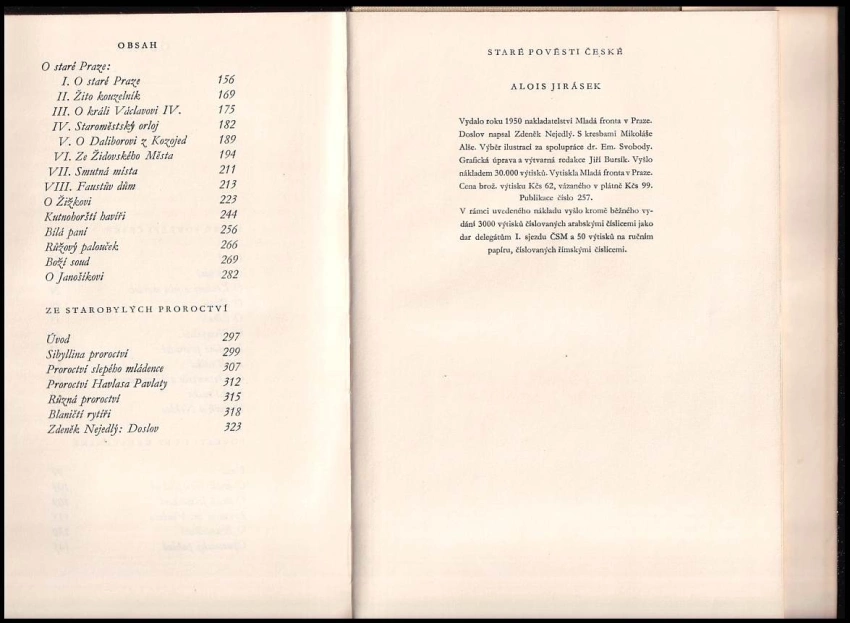 OBSAH
O staré Praze:
I. O staré Praze 156
II. Žito kouzelník 169
III. O králi Václavovi IV. 175
IV. Staroměstský orloj 182
V. O Daliborovi z Kozojed 189
VI. Ze Židovského Města 194
VII. Smutná místa 211
VIII. Faustův dům 213
O Žižkovi 223
Kutnohorští havíři 244
Bílá paní 256
Růžový palouček 266
Boží soud 269
O Janošíkovi 282
ZE STAROBYLÝCH PROROCTVÍ
Úvod 297
Sibyllina proroctví 299
Proroctví slepého mládence 307
Proroctví Havlasa Pavlaty 312
Různá proroctví 315
Blaničtí rytíři 318
Zdeněk Nejedlý: Doslov 323
STARÉ POVĚSTI ČESKÉ
ALOIS JIRÁSEK
Vydalo roku 1950 nakladatelství Mladá fronta v Praze.
Doslov napsal Zdeněk Nejedlý. S kresbami Mikoláše
Alše. Výběr ilustrací za spolupráce dr. Em. Svobody.
Grafická úprava a výtvarná redakce Jiří Bursík. Vyšlo
nákladem 30.000 výtisků. Vytiskla Mladá fronta v Praze.
Cena brož. výtisku Kčs 62, vázaného v plátně Kčs 99.
Publikace číslo 257.
V rámci uvedeného nákladu vyšlo kromě běžného vy-
dání 3000 výtisků číslovaných arabskými číslicemi jako
dar delegátům I. sjezdu ČSM a 50 výtisků na ručním
papíru, číslovaných římskými číslicemi.